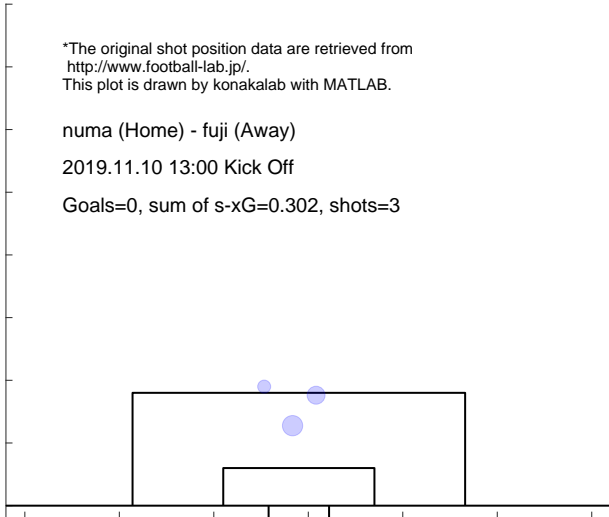 *The original shot position data are retrieved from
http://www.football-lab.jp/.
This plot is drawn by konakalab with MATLAB.
numa (Home) - fuji (Away)
2019.11.10 13:00 Kick Off
Goals=0, sum of s-xG=0.302, shots=3